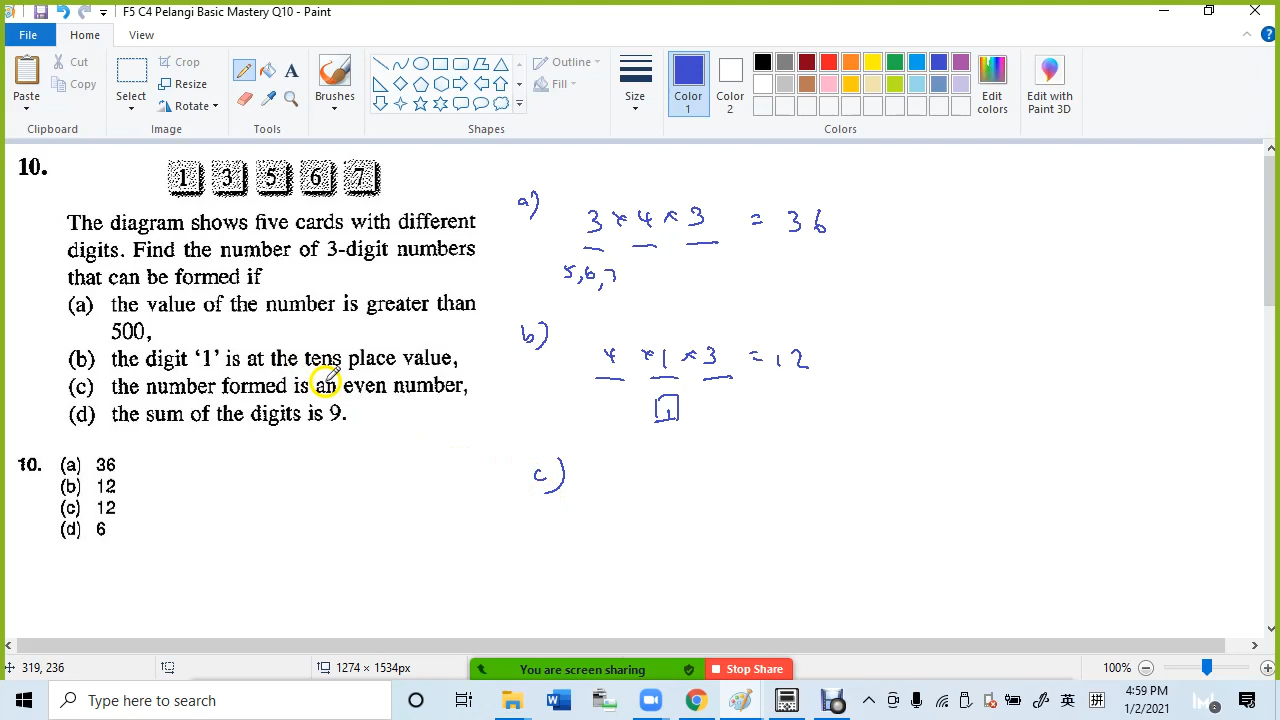 F5 C4 Pelangi Basic Mastery Q10 - Paint
File Home View
Paste Cut Copy Clipboard
Select Crop Resize Rotate Image
A Tools
Brushes
Outline Fill Shapes
Size
Color 1 Color 2 Edit colors Colors
Edit with Paint 3D
10.
1 3 5 6 7
The diagram shows five cards with different
digits. Find the number of 3-digit numbers
that can be formed if
(a) the value of the number is greater than
500,
(b) the digit ‘1’ is at the tens place value,
(c) the number formed is an even number,
(d) the sum of the digits is 9.
10. (a) 36
(b) 12
(c) 12
(d) 6
a) 3 × 4 × 3 = 36
5,6,7
b) 4 × 1 × 3 = 12
1
c)
319, 236
1274 × 1534px
You are screen sharing Stop Share
100%
Type here to search
英 拼
4:59 PM
1/2/2021
2